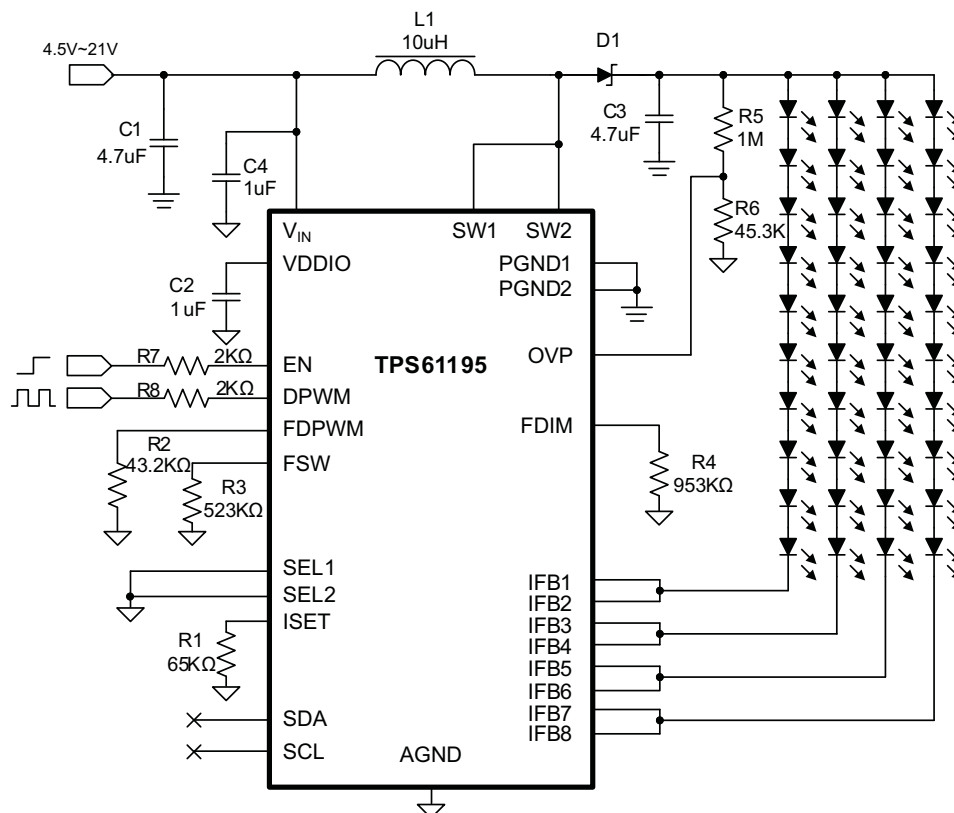 L1
10uH
4.5V~21V
D1
C1
4.7uF
C4
1uF
C3
4.7uF
R5
1M
R6
45.3K
VIN
SW1
SW2
VDDIO
PGND1
PGND2
C2
1uF
TPS61195
OVP
R7
2KΩ
EN
R8
2KΩ
DPWM
FDPWM
FDIM
R2
43.2KΩ
FSW
R3
523KΩ
R4
953KΩ
SEL1
SEL2
ISET
R1
65KΩ
IFB1
IFB2
IFB3
IFB4
IFB5
IFB6
IFB7
IFB8
SDA
SCL
AGND